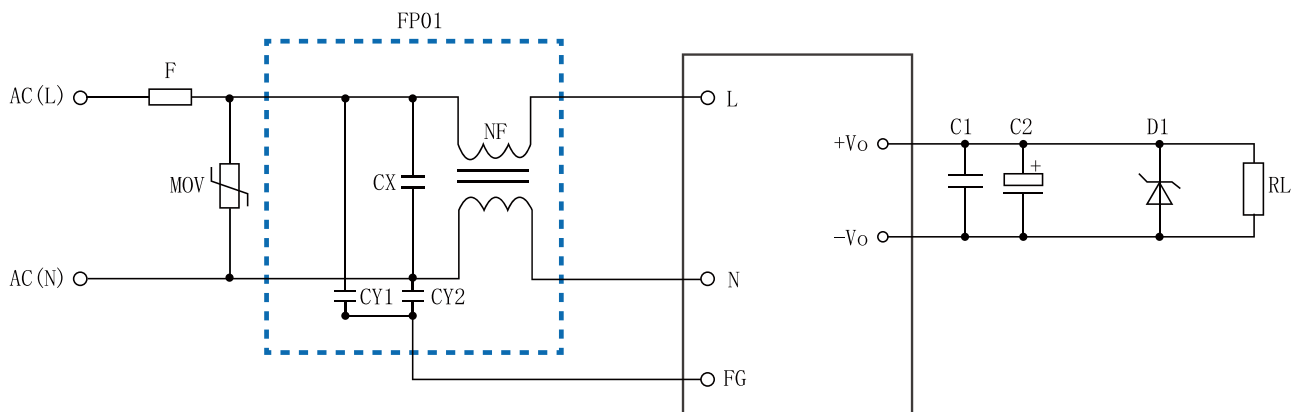 FP01
F
AC(L)
L
NF
C1
C2
D1
+Vo
+
MOV
CX
RL
-Vo
AC(N)
N
CY1
CY2
FG